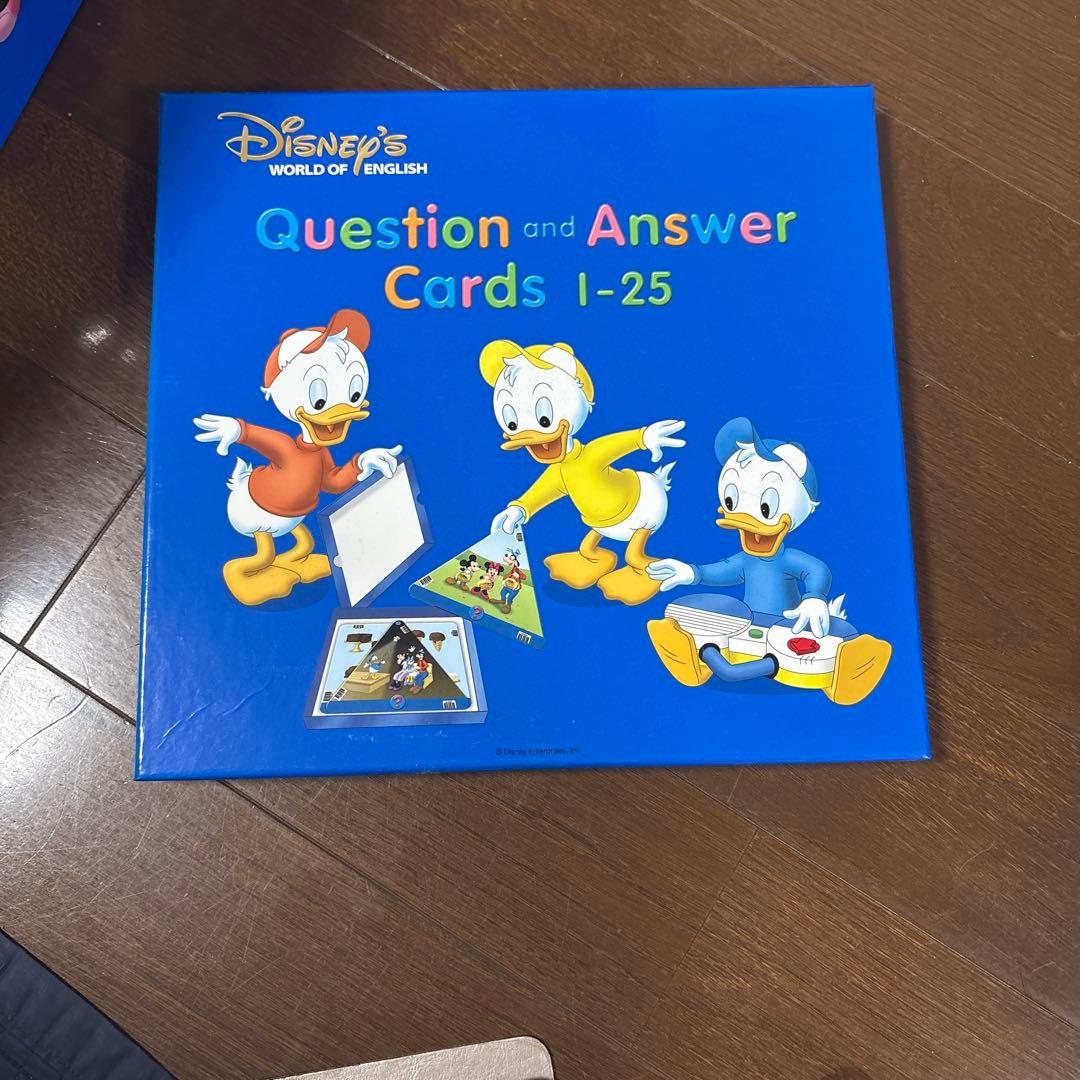 Disney's
WORLD OF ENGLISH
Question and Answer
Cards 1-25
?
?
© Disney Enterprises, Inc.